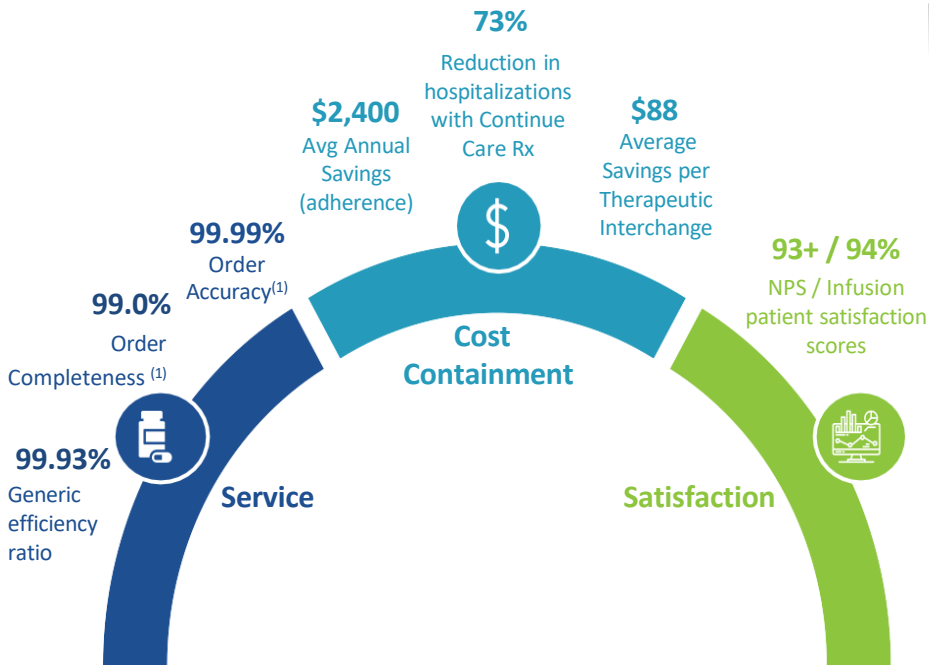 73%
Reduction in
hospitalizations
with Continue
Care Rx
$2,400
Avg Annual
Savings
(adherence)
$88
Average
Savings per
Therapeutic
Interchange
99.99%
Order
Accuracy(1)
99.0%
Order
Completeness (1)
99.93%
Generic
efficiency
ratio
93+ / 94%
NPS / Infusion
patient satisfaction
scores
$
Cost
Containment
Service
Satisfaction